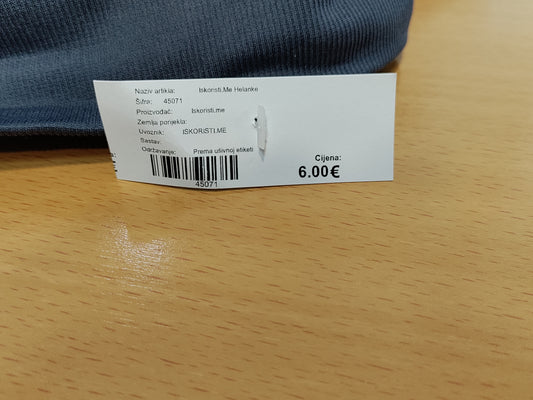 Naziv artikla: Iskoristi.Me Helanke
Šifra: 45071
Proizvođač: Iskoristi.me
Zemlja porijekla:
Uvoznik: ISKORISTI.ME
Sastav:
Održavanje: Prema ušivnoj etiketi
45071
Cijena:
6.00€